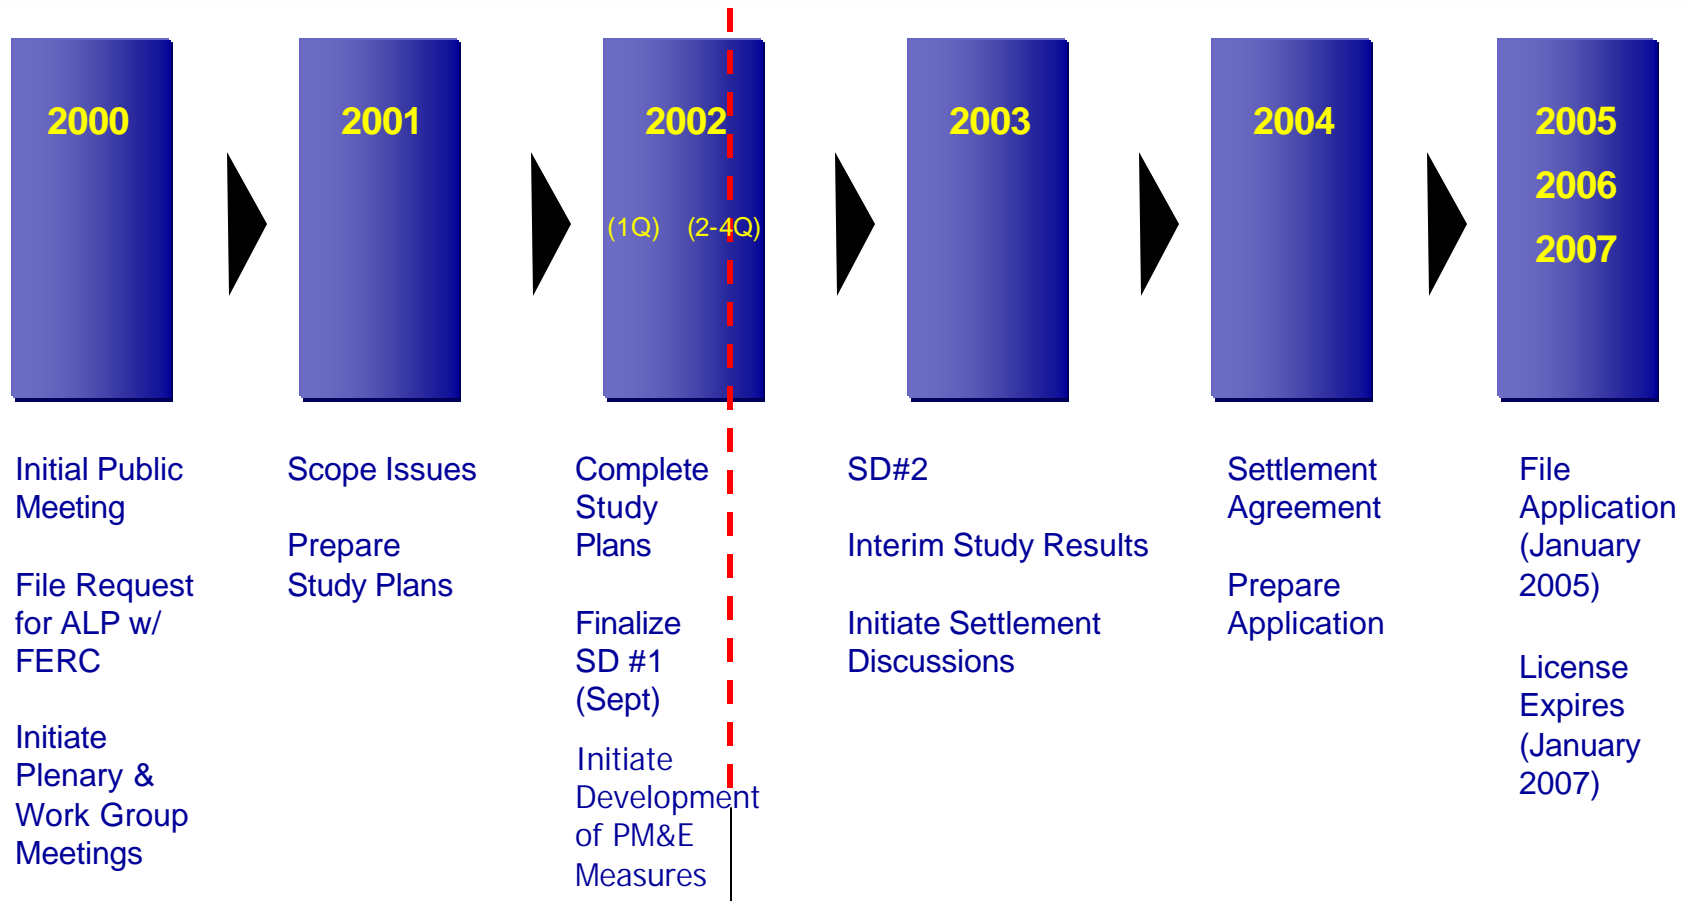 2000
Initial Public
Meeting
File Request
for ALP w/
FERC
Initiate
Plenary &
Work Group
Meetings
2001
Scope Issues
Prepare
Study Plans
2002
(1Q) (2-4Q)
Complete
Study
Plans
Finalize
SD #1
(Sept)
Initiate
Development
of PM&E
Measures
2003
SD#2
Interim Study Results
Initiate Settlement
Discussions
2004
Settlement
Agreement
Prepare
Application
2005
2006
2007
File
Application
(January
2005)
License
Expires
(January
2007)